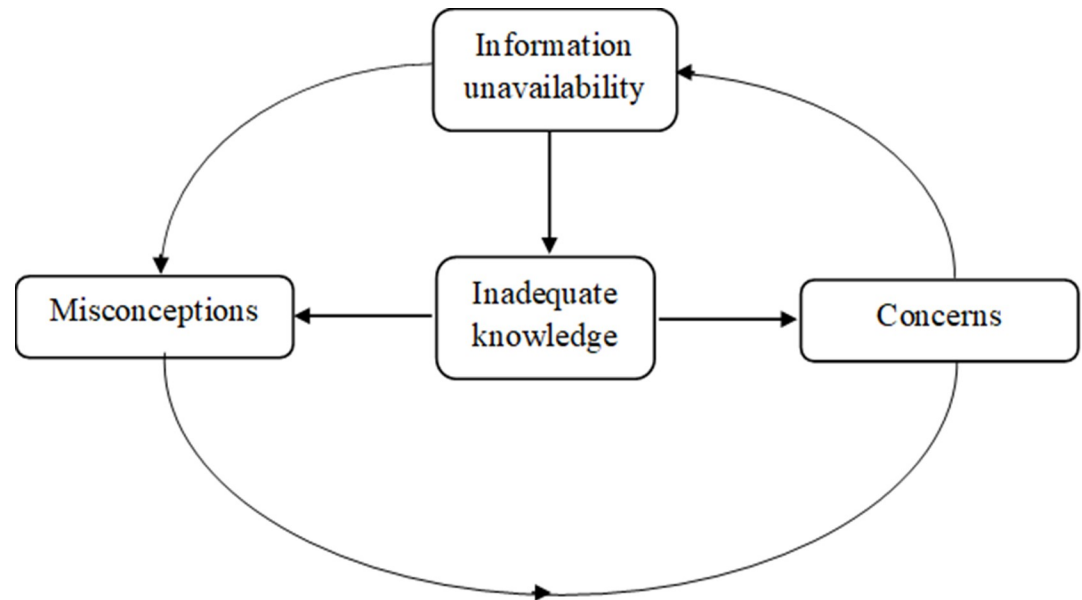 Information
unavailability
Misconceptions
Inadequate
knowledge
Concerns